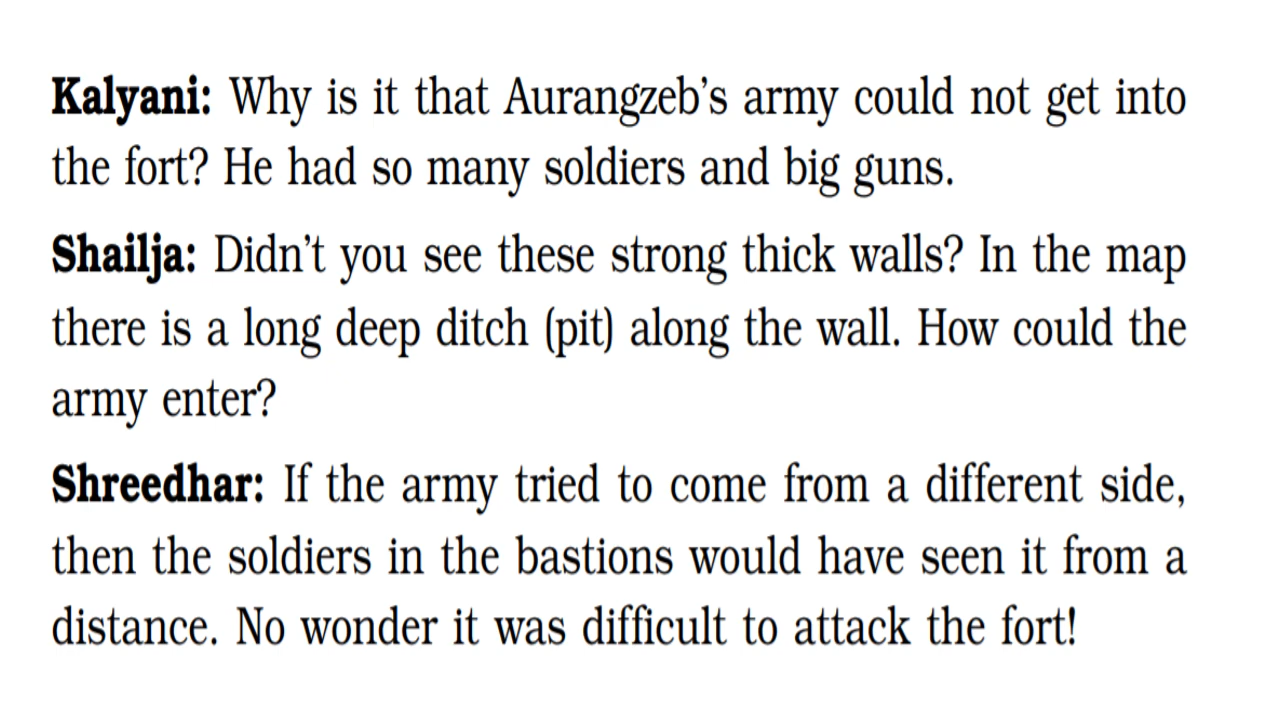 Kalyani: Why is it that Aurangzeb’s army could not get into
the fort? He had so many soldiers and big guns.
Shailja: Didn’t you see these strong thick walls? In the map
there is a long deep ditch (pit) along the wall. How could the
army enter?
Shreedhar: If the army tried to come from a different side,
then the soldiers in the bastions would have seen it from a
distance. No wonder it was difficult to attack the fort!